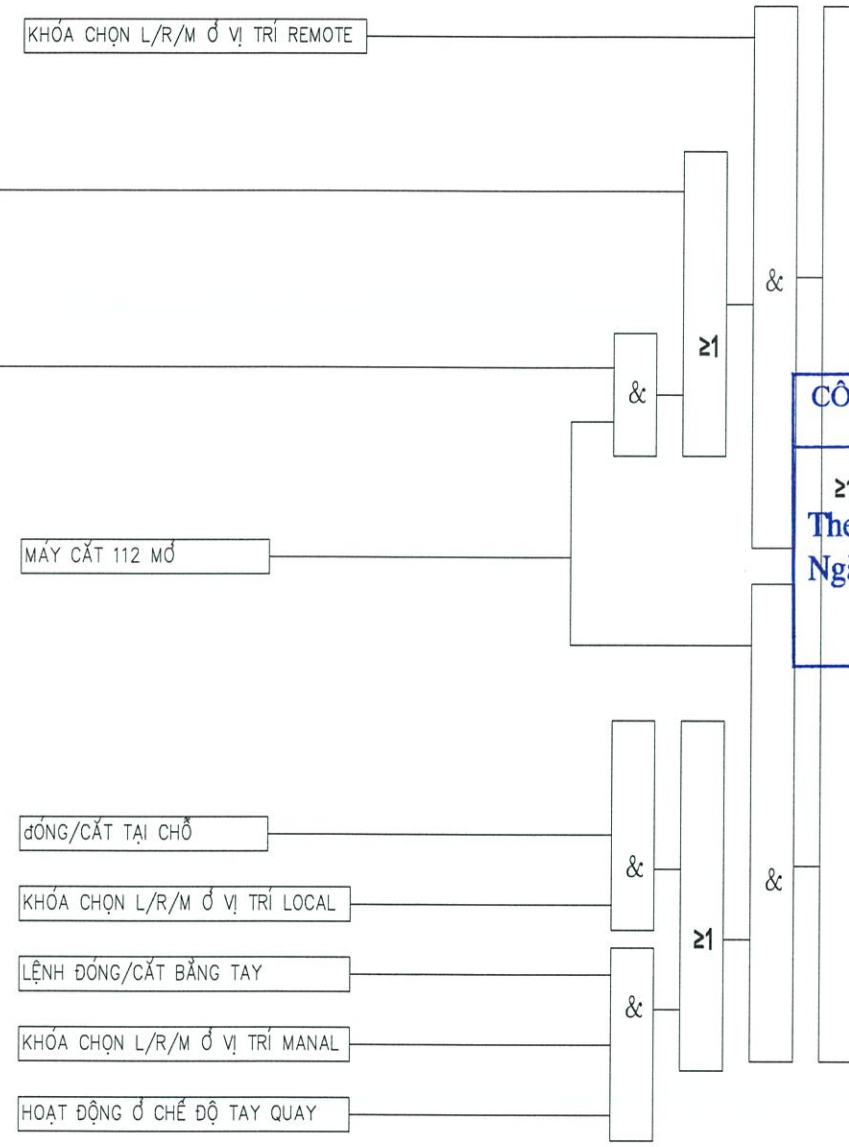 KHÓA CHỌN L/R/M Ở VỊ TRÍ REMOTE
&
≥1
&
CÔ
≥1
MÁY CẮT 112 MỞ
đÓNG/CẮT TẠI CHỖ
&
&
KHÓA CHỌN L/R/M Ở VỊ TRÍ LOCAL
≥1
LỆNH ĐÓNG/CẮT BẰNG TAY
&
KHÓA CHỌN L/R/M Ở VỊ TRÍ MANAL
HOẠT ĐỘNG Ở CHẾ ĐỘ TAY QUAY